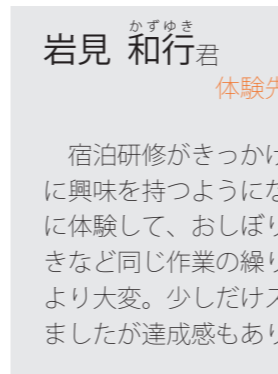 かずゆき
岩見 和行君
体験先
宿泊研修がきっかけ
に興味を持つようにな
に体験して、おしぼり
きなど同じ作業の繰り
より大変。少しだけス
ましたが達成感もあり